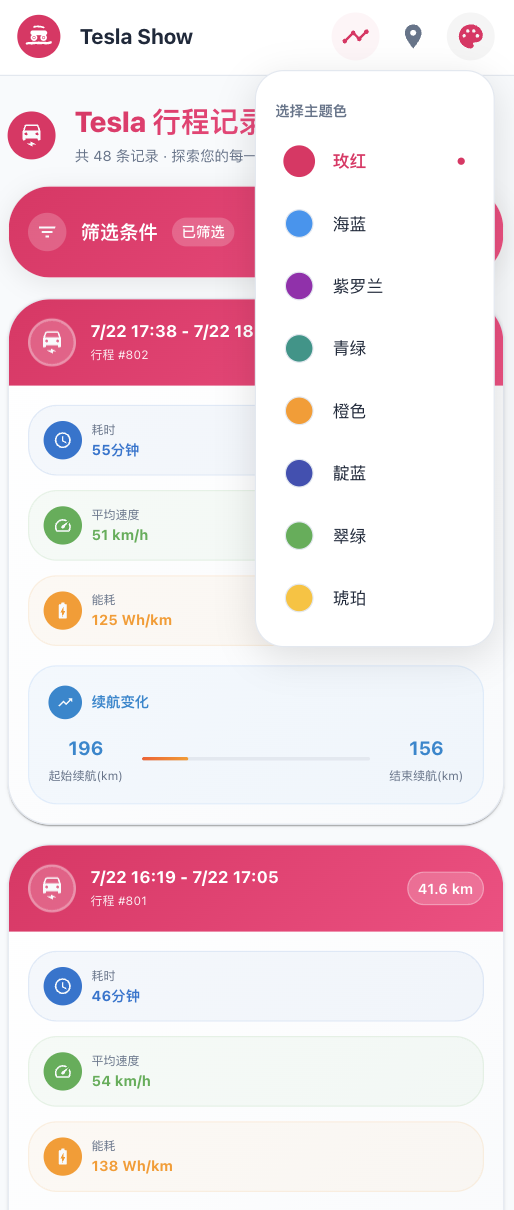 Tesla Show
选择主题色
玫红
海蓝
紫罗兰
青绿
橙色
靛蓝
翠绿
琥珀
Tesla 行程记录
共 48 条记录 · 探索您的每一
筛选条件
已筛选
7/22 17:38 - 7/22 18
行程 #802
耗时
55分钟
平均速度
51 km/h
能耗
125 Wh/km
续航变化
196
156
起始续航(km)
结束续航(km)
7/22 16:19 - 7/22 17:05
41.6 km
行程 #801
耗时
46分钟
平均速度
54 km/h
能耗
138 Wh/km